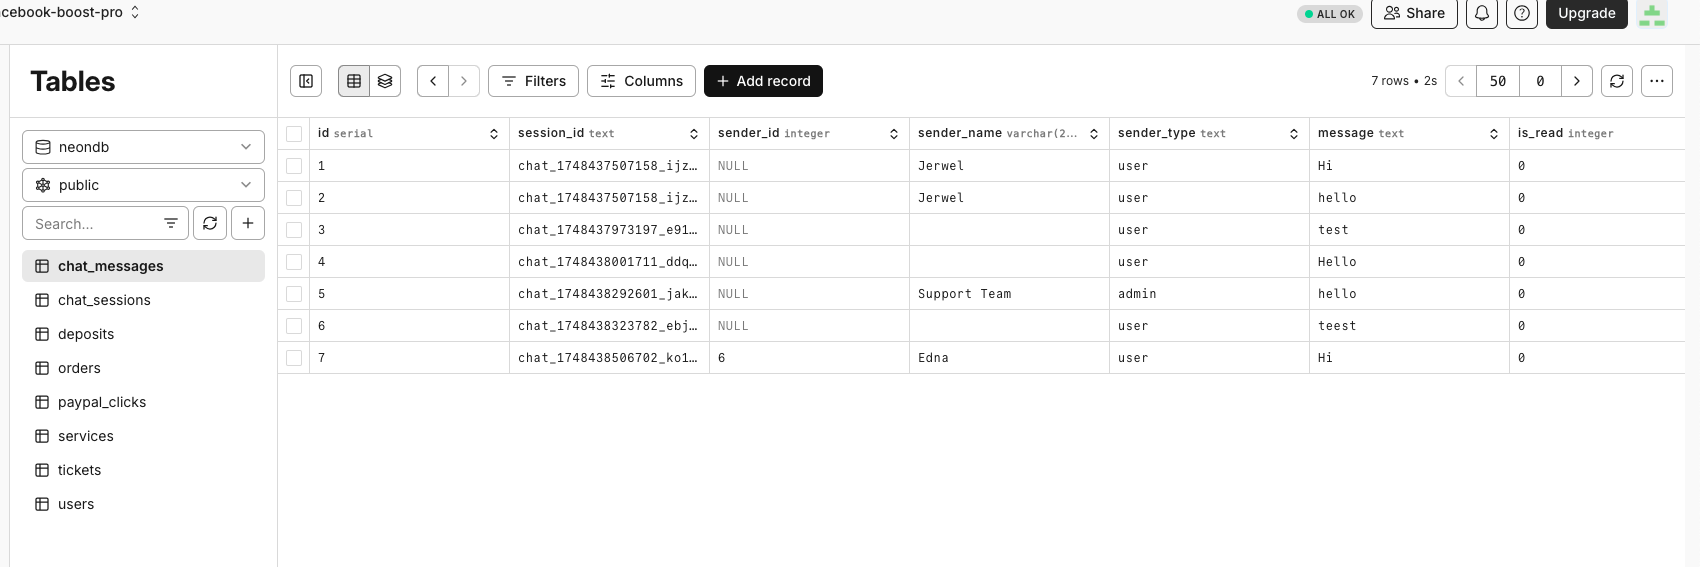 cebook-boost-pro
ALL OK
Share
Upgrade
Tables
Filters
Columns
Add record
7 rows • 2s
50
0
neondb
public
Search...
chat_messages
chat_sessions
deposits
orders
paypal_clicks
services
tickets
users
id serial session_id text sender_id integer sender_name varchar(2... sender_type text message text is_read integer
1 chat_1748437507158_ijz… NULL Jerwel user Hi 0
2 chat_1748437507158_ijz… NULL Jerwel user hello 0
3 chat_1748437973197_e91… NULL user test 0
4 chat_1748438001711_ddq… NULL user Hello 0
5 chat_1748438292601_jak… NULL Support Team admin hello 0
6 chat_1748438323782_ebj… NULL user teest 0
7 chat_1748438506702_ko1… 6 Edna user Hi 0